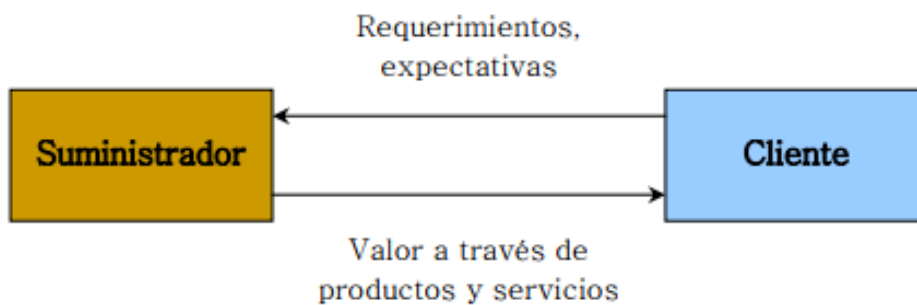 Requerimientos,
expectativas
Suministrador
Cliente
Valor a través de
productos y servicios